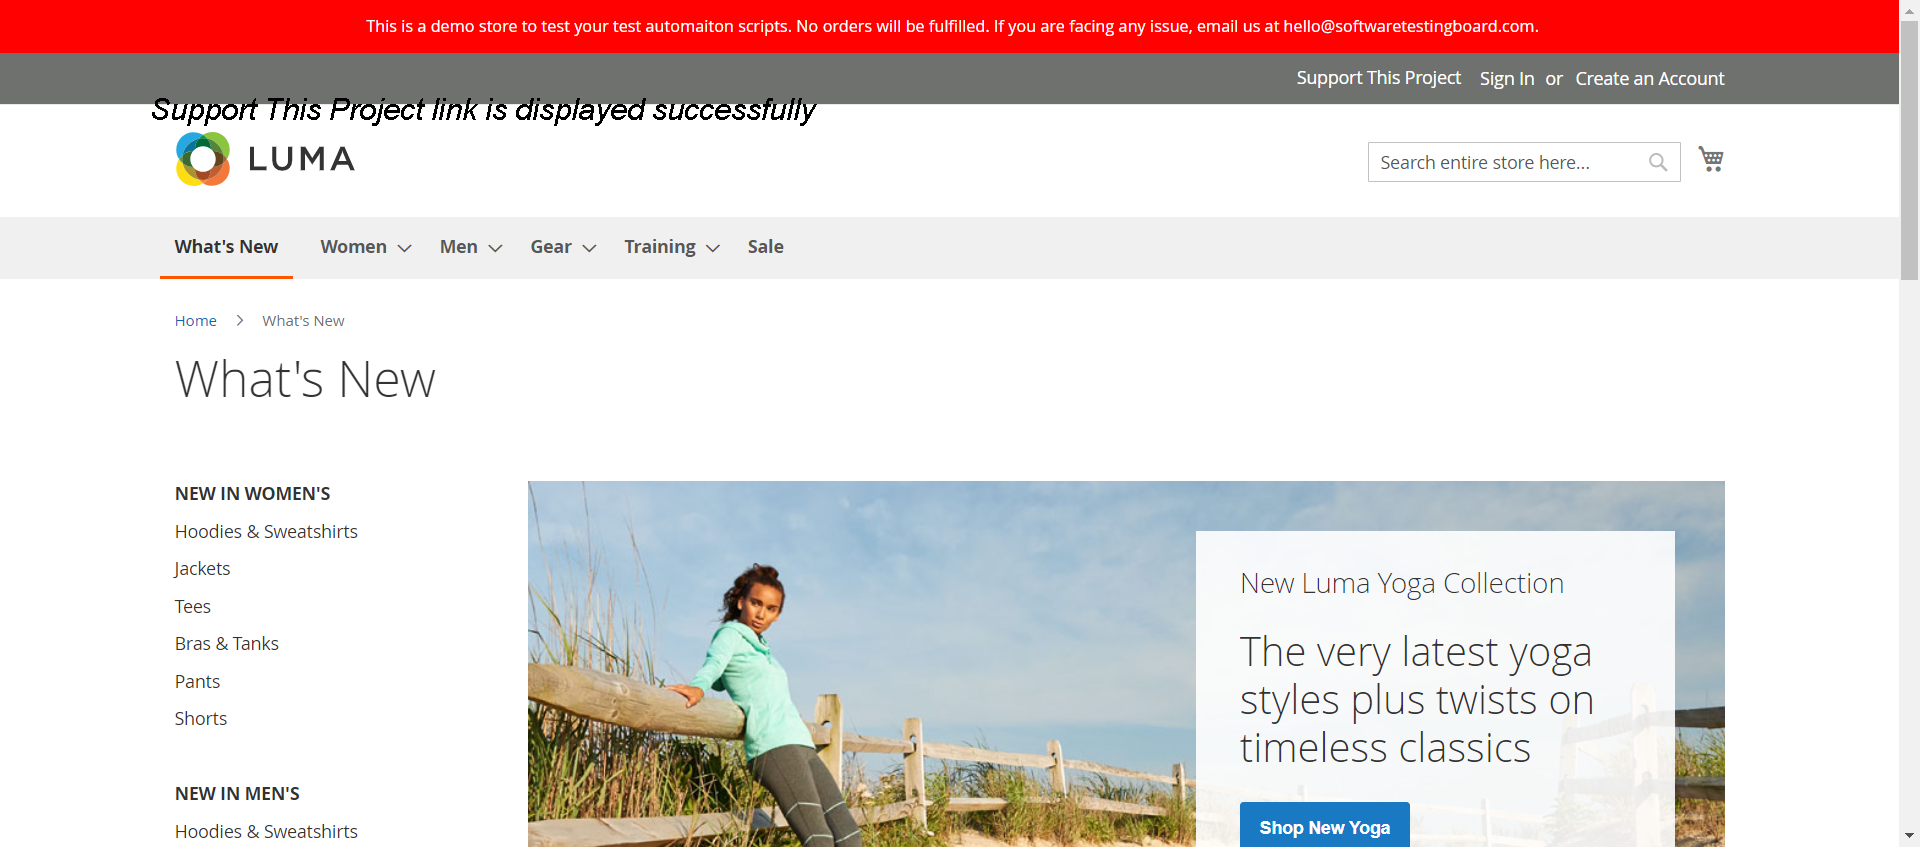 This is a demo store to test your test automaiton scripts. No orders will be fulfilled. If you are facing any issue, email us at hello@softwaretestingboard.com.
Support This Project Sign In or Create an Account
Support This Project link is displayed successfully
LUMA
Search entire store here...
What's New Women Men Gear Training Sale
Home What's New
What's New
NEW IN WOMEN'S
Hoodies & Sweatshirts
Jackets
Tees
Bras & Tanks
Pants
Shorts
NEW IN MEN'S
Hoodies & Sweatshirts
New Luma Yoga Collection
The very latest yoga
styles plus twists on
timeless classics
Shop New Yoga